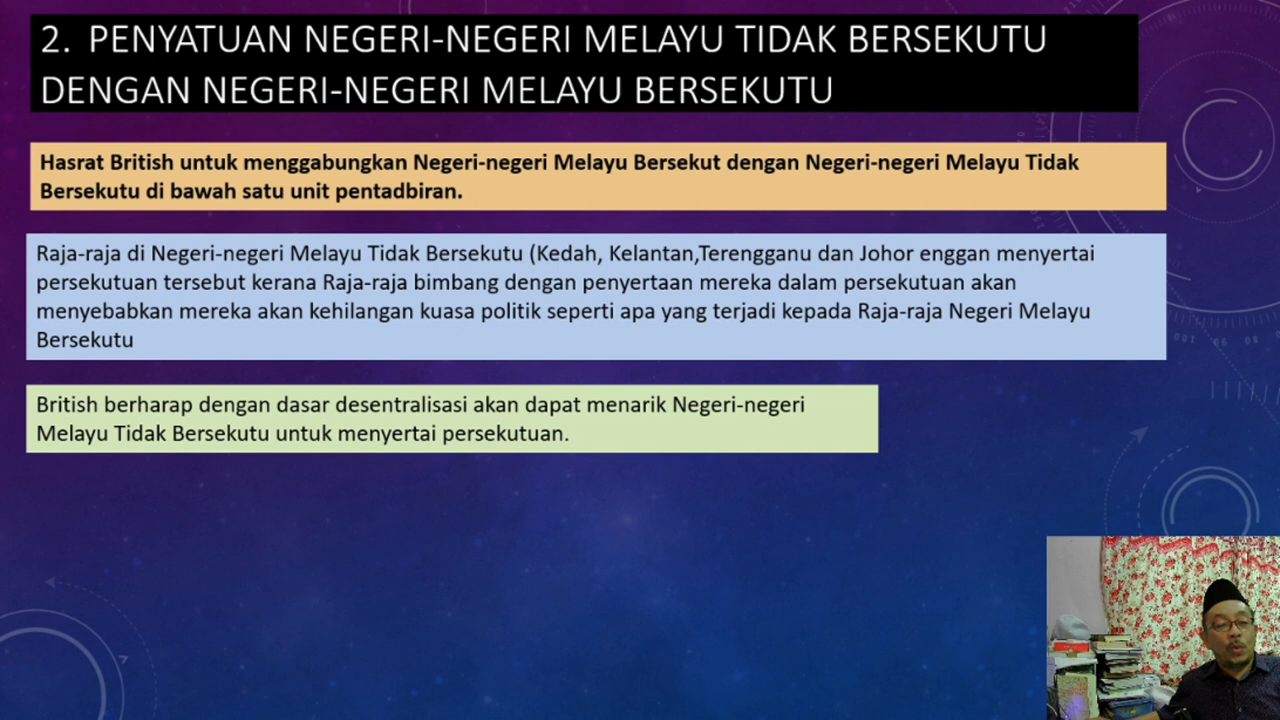 2. PENYATUAN NEGERI-NEGERI MELAYU TIDAK BERSEKUTU
DENGAN NEGERI-NEGERI MELAYU BERSEKUTU
Hasrat British untuk menggabungkan Negeri-negeri Melayu Bersekut dengan Negeri-negeri Melayu Tidak
Bersekutu di bawah satu unit pentadbiran.
Raja-raja di Negeri-negeri Melayu Tidak Bersekutu (Kedah, Kelantan,Terengganu dan Johor enggan menyertai
persekutuan tersebut kerana Raja-raja bimbang dengan penyertaan mereka dalam persekutuan akan
menyebabkan mereka akan kehilangan kuasa politik seperti apa yang terjadi kepada Raja-raja Negeri Melayu
Bersekutu
British berharap dengan dasar desentralisasi akan dapat menarik Negeri-negeri
Melayu Tidak Bersekutu untuk menyertai persekutuan.